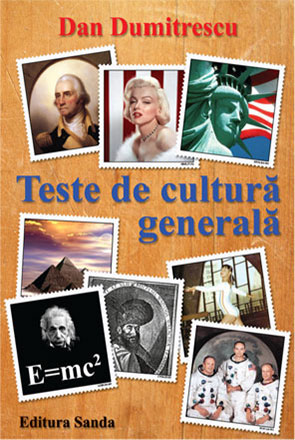 Dan Dumitrescu
Teste de cultură
generală
E=mc²
Editura Sanda